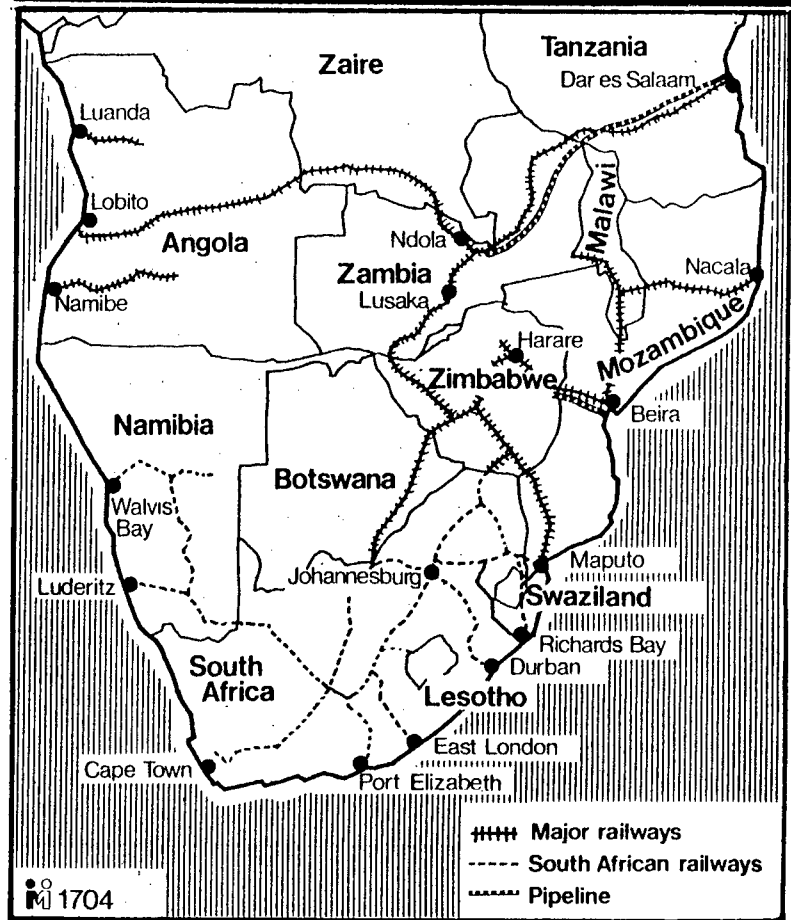 Zaire
Tanzania
Dar es Salaam
Luanda
Lobito
Angola
Ndola
Malawi
Zambia
Lusaka
Nacala
Namibe
Harare
Mozambique
Zimbabwe
Beira
Namibia
Botswana
Walvis
Bay
Johannesburg
Maputo
Luderitz
Swaziland
Richards Bay
South
Africa
Durban
Lesotho
East London
Cape Town
Port Elizabeth
Major railways
South African railways
Pipeline
1704